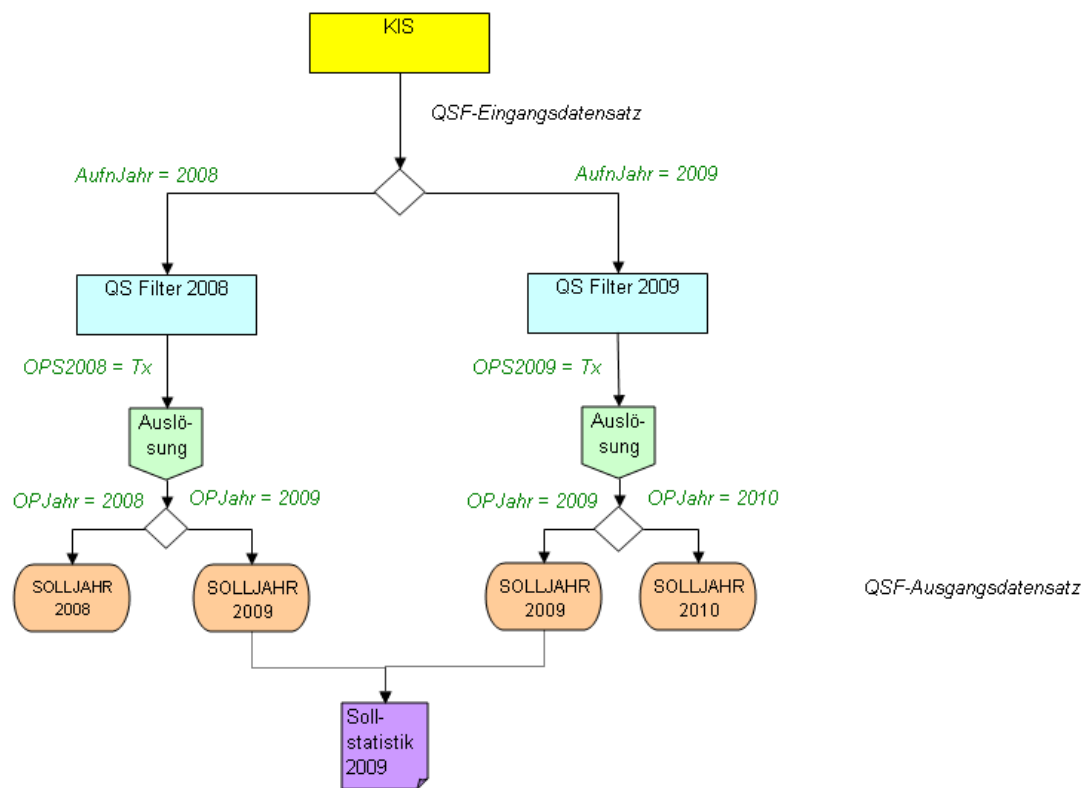 KIS
QSF-Eingangsdatensatz
AufnJahr = 2008
AufnJahr = 2009
QS Filter 2008
QS Filter 2009
OPS2008 = Tx
OPS2009 = Tx
Auslö-
sung
Auslö-
sung
OPJahr = 2008
OPJahr = 2009
OPJahr = 2009
OPJahr = 2010
SOLLJAHR
2008
SOLLJAHR
2009
SOLLJAHR
2009
SOLLJAHR
2010
QSF-Ausgangsdatensatz
Soll-
statistik
2009